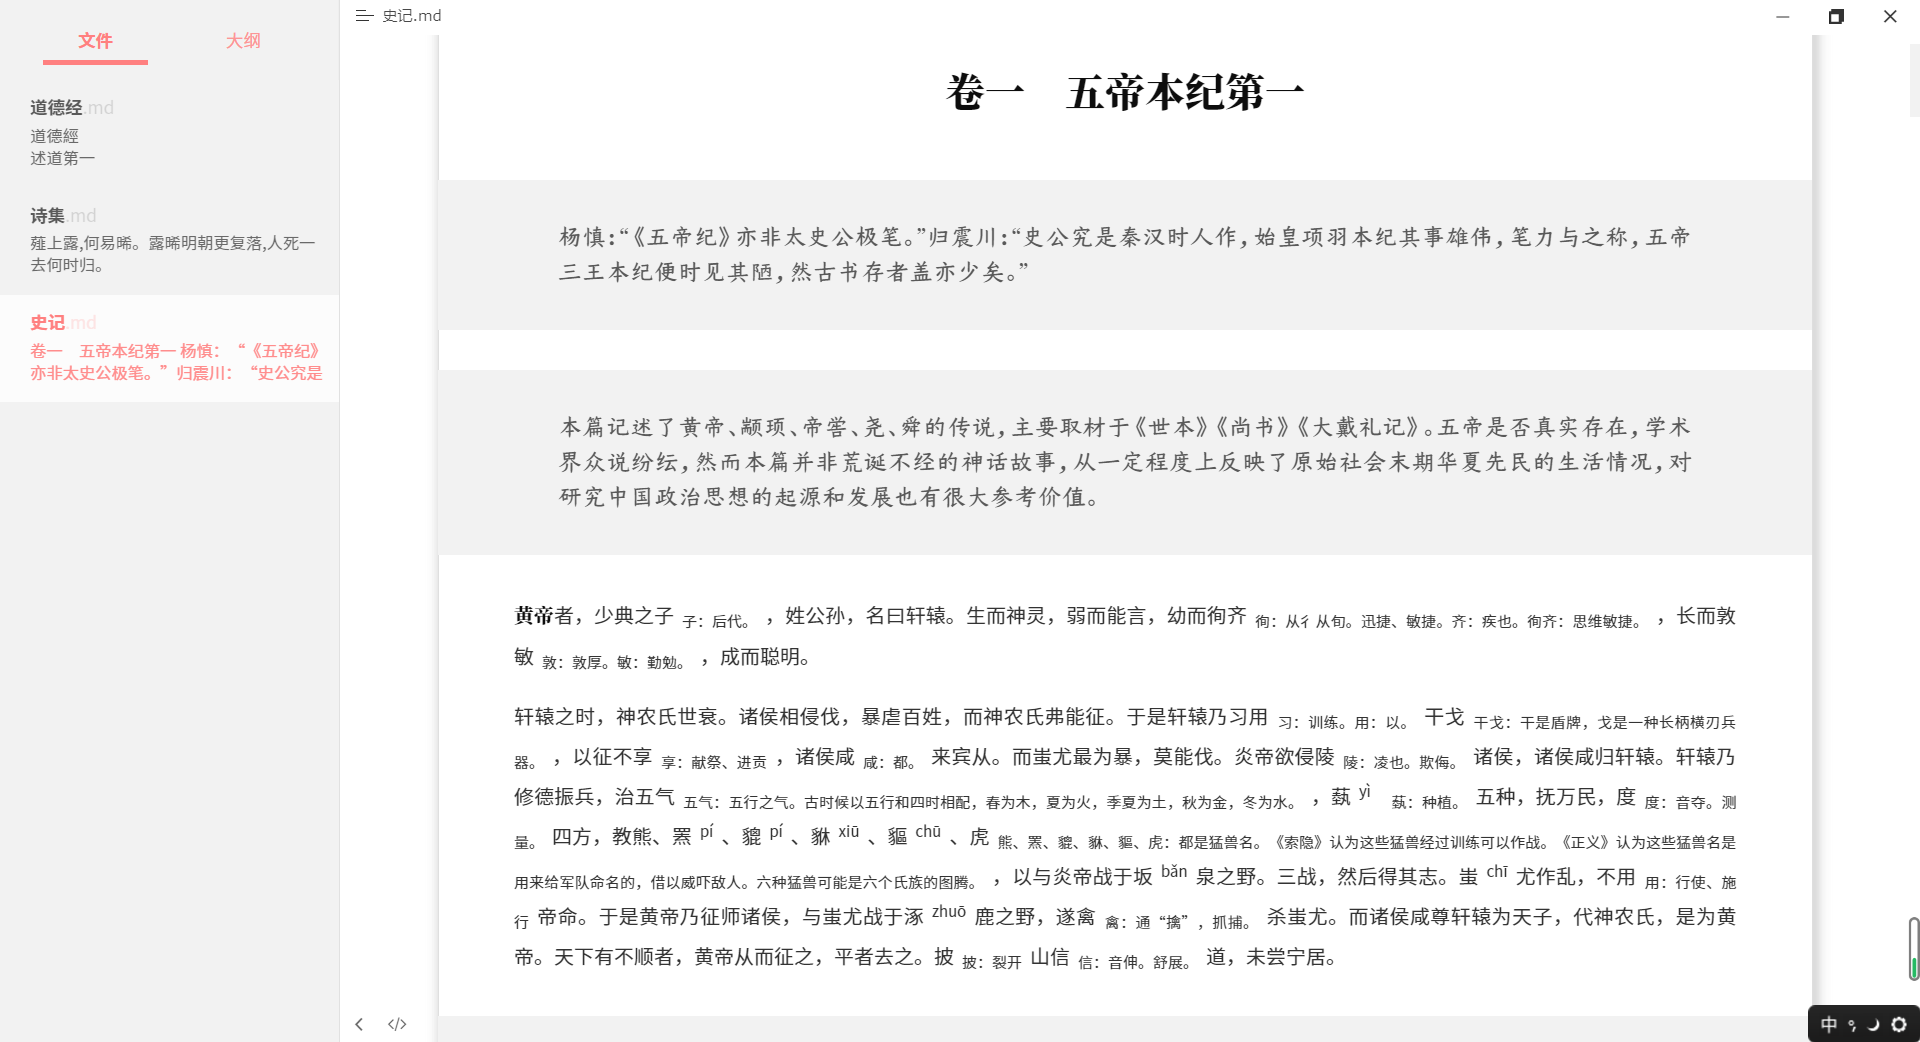 史记.md
文件 大纲
道德经.md
道德經
述道第一
诗集.md
薤上露,何易晞。露晞明朝更复落,人死一
去何时归。
史记.md
卷一　五帝本纪第一 杨慎：“《五帝纪》
亦非太史公极笔。”归震川：“史公究是
卷一　五帝本纪第一
杨慎：“《五帝纪》亦非太史公极笔。”归震川：“史公究是秦汉时人作，始皇项羽本纪其事雄伟，笔力与之称，五帝
三王本纪便时见其陋，然古书存者盖亦少矣。”
本篇记述了黄帝、颛顼、帝喾、尧、舜的传说，主要取材于《世本》《尚书》《大戴礼记》。五帝是否真实存在，学术
界众说纷纭，然而本篇并非荒诞不经的神话故事，从一定程度上反映了原始社会末期华夏先民的生活情况，对
研究中国政治思想的起源和发展也有很大参考价值。
黄帝者，少典之子 子：后代。 ，姓公孙，名曰轩辕。生而神灵，弱而能言，幼而徇齐 徇：从彳从旬。迅捷、敏捷。齐：疾也。徇齐：思维敏捷。 ，长而敦
敏 敦：敦厚。敏：勤勉。 ，成而聪明。
轩辕之时，神农氏世衰。诸侯相侵伐，暴虐百姓，而神农氏弗能征。于是轩辕乃习用 习：训练。用：以。 干戈 干戈：干是盾牌，戈是一种长柄横刃兵
器。 ，以征不享 享：献祭、进贡 ，诸侯咸 咸：都。 来宾从。而蚩尤最为暴，莫能伐。炎帝欲侵陵 陵：凌也。欺侮。 诸侯，诸侯咸归轩辕。轩辕乃
修德振兵，治五气 五气：五行之气。古时候以五行和四时相配，春为木，夏为火，季夏为土，秋为金，冬为水。 ，蓺 yì 蓺：种植。 五种，抚万民，度 度：音夺。测
量。 四方，教熊、罴 pí 、貔 pí 、貅 xiū 、貙 chū 、虎 熊、罴、貔、貅、貙、虎：都是猛兽名。《索隐》认为这些猛兽经过训练可以作战。《正义》认为这些猛兽名是
用来给军队命名的，借以威吓敌人。六种猛兽可能是六个氏族的图腾。 ，以与炎帝战于坂 bǎn 泉之野。三战，然后得其志。蚩 chī 尤作乱，不用 用：行使、施
行 帝命。于是黄帝乃征师诸侯，与蚩尤战于涿 zhuō 鹿之野，遂禽 禽：通“擒”，抓捕。 杀蚩尤。而诸侯咸尊轩辕为天子，代神农氏，是为黄
帝。天下有不顺者，黄帝从而征之，平者去之。披 披：裂开 山信 信：音伸。舒展。 道，未尝宁居。
中